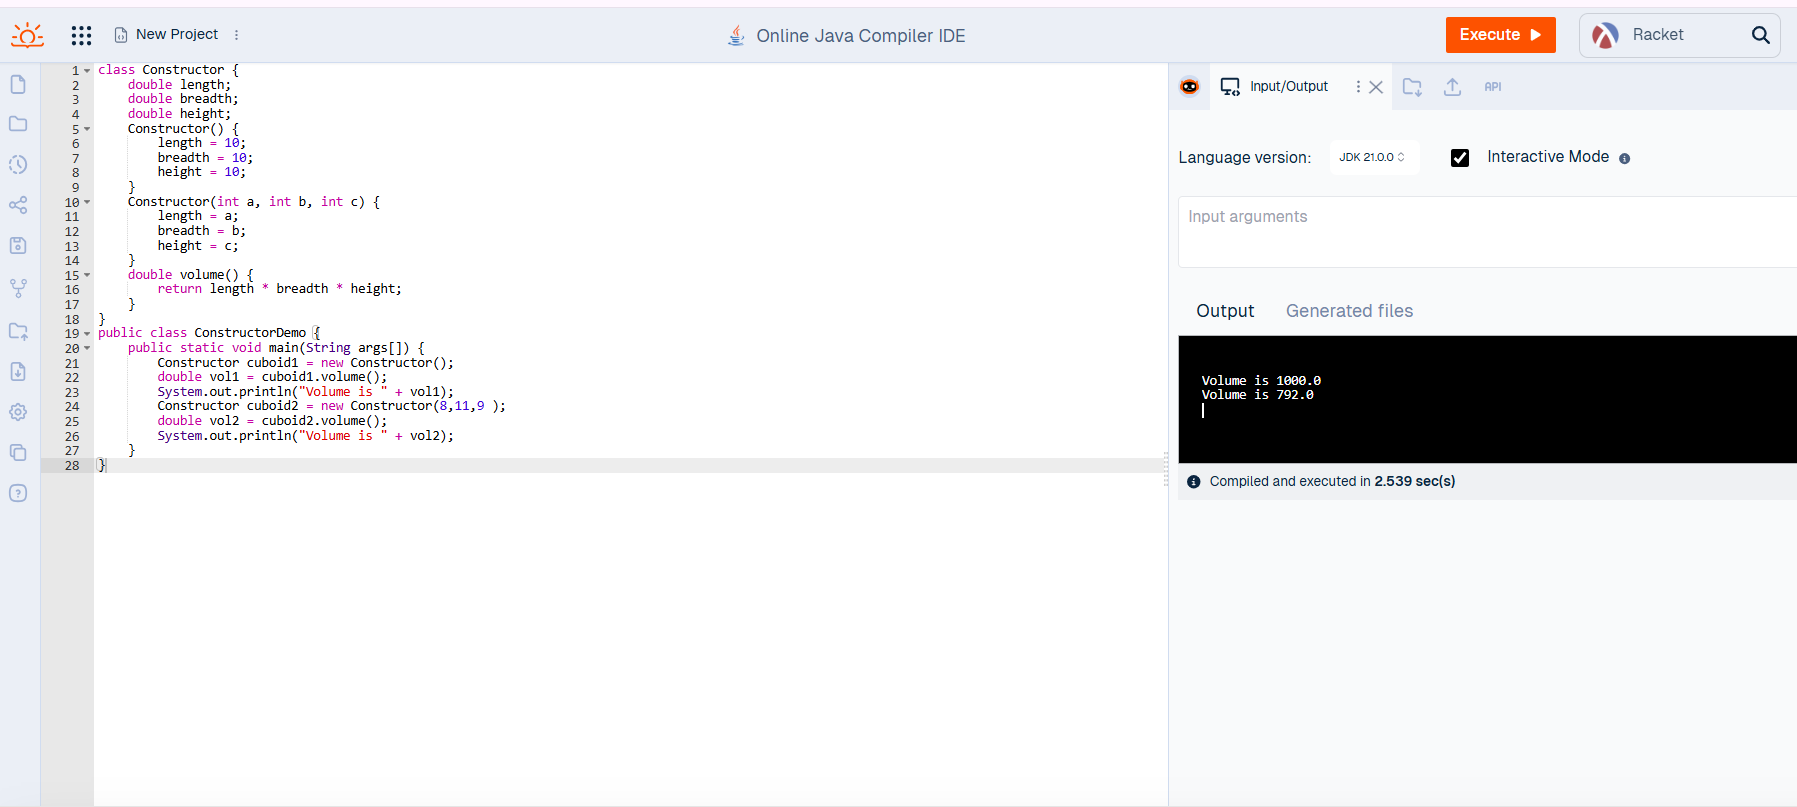 New Project
Online Java Compiler IDE
Execute
Racket
1 class Constructor {
2     double length;
3     double breadth;
4     double height;
5     Constructor() {
6         length = 10;
7         breadth = 10;
8         height = 10;
9     }
10     Constructor(int a, int b, int c) {
11         length = a;
12         breadth = b;
13         height = c;
14     }
15     double volume() {
16         return length * breadth * height;
17     }
18 }
19 public class ConstructorDemo {
20     public static void main(String args[]) {
21         Constructor cuboid1 = new Constructor();
22         double vol1 = cuboid1.volume();
23         System.out.println("Volume is " + vol1);
24         Constructor cuboid2 = new Constructor(8,11,9 );
25         double vol2 = cuboid2.volume();
26         System.out.println("Volume is " + vol2);
27     }
28 }
Input/Output
API
Language version: JDK 21.0.0 Interactive Mode
Input arguments
Output Generated files
Volume is 1000.0
Volume is 792.0
Compiled and executed in 2.539 sec(s)